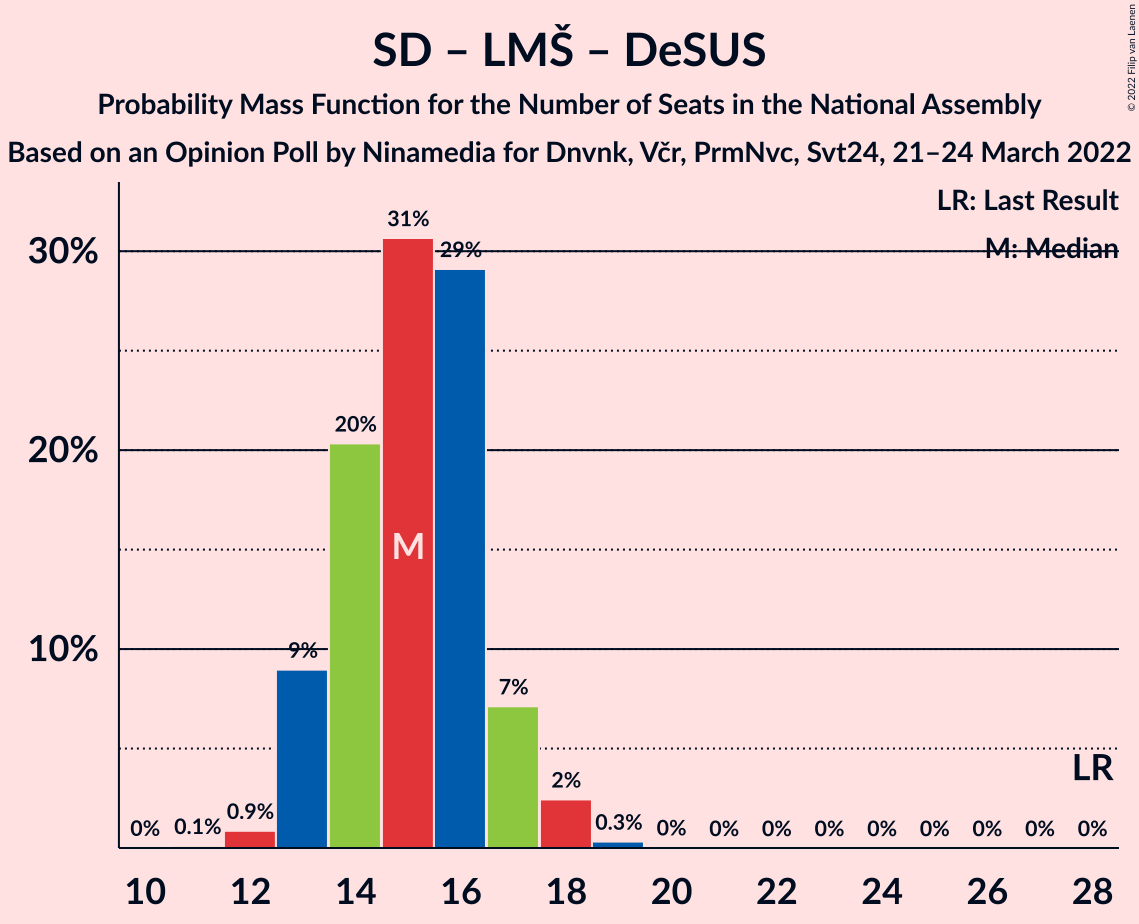 SD – LMŠ – DeSUS
Probability Mass Function for the Number of Seats in the National Assembly
Based on an Opinion Poll by Ninamedia for Dnvnk, Včr, PrmNvc, Svt24, 21–24 March 2022
© 2022 Filip van Laenen
LR: Last Result
M: Median
30%
20%
10%
0%
0.1%
0.9%
9%
20%
31%
29%
7%
2%
0.3%
0%
0%
0%
0%
0%
0%
0%
0%
0%
M
LR
10 12 14 16 18 20 22 24 26 28